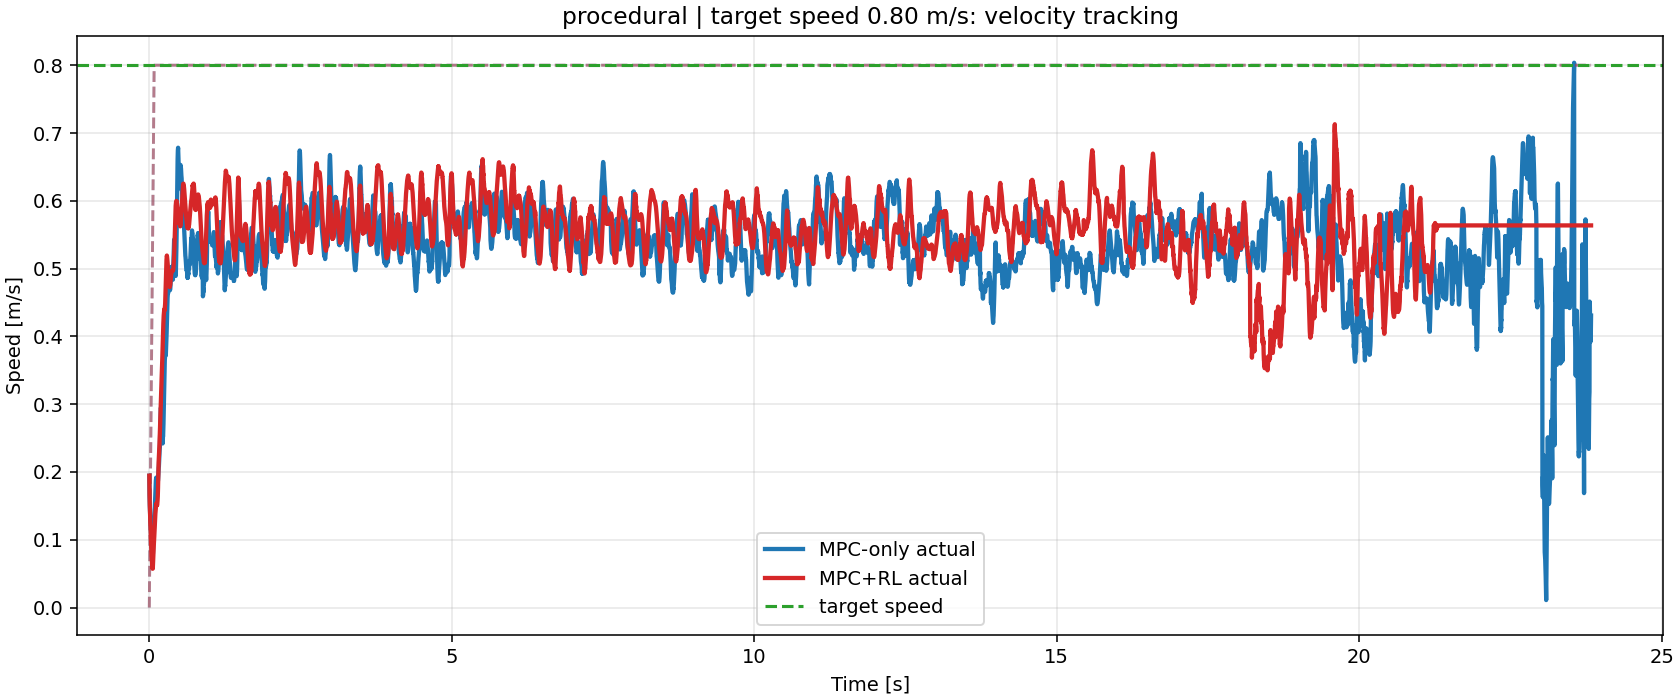 procedural | target speed 0.80 m/s: velocity tracking
Speed [m/s]
0.8
0.7
0.6
0.5
0.4
0.3
0.2
0.1
0.0
MPC-only actual
MPC+RL actual
target speed
0 5 10 15 20 25
Time [s]